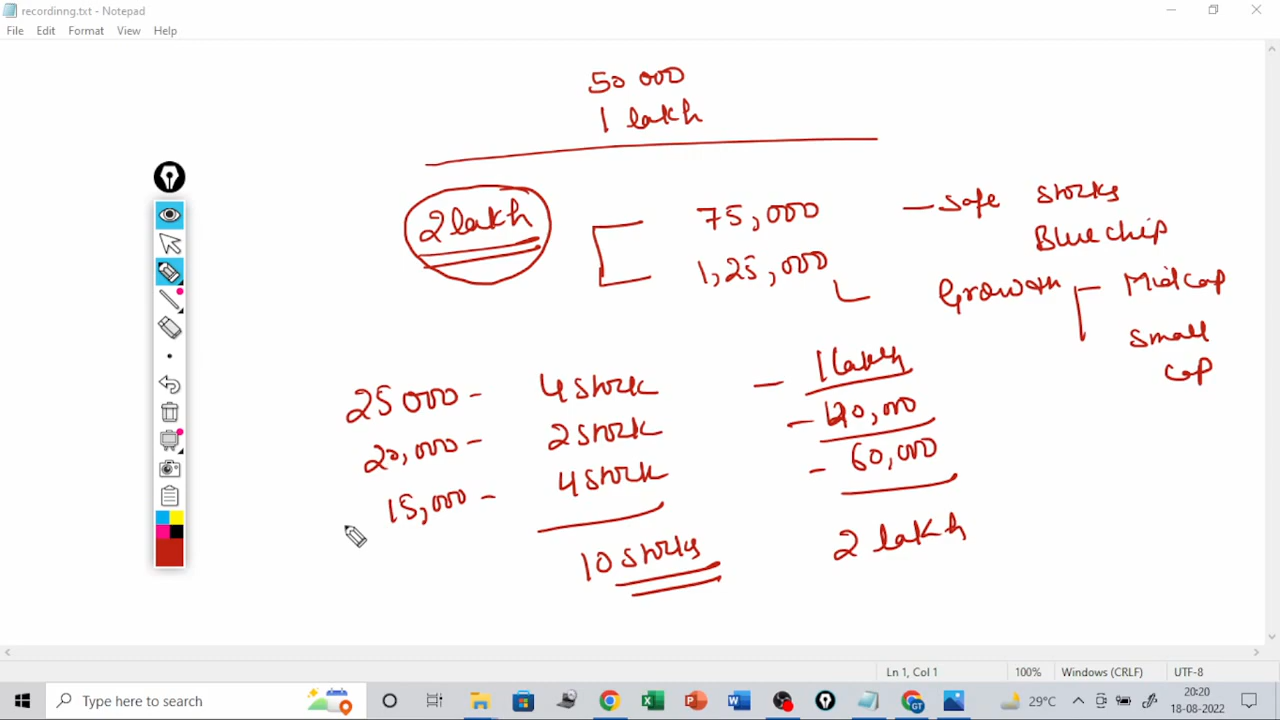 recordinng.txt - Notepad
File Edit Format View Help
50 000
1 lakh
2 lakh
75,000 — Safe Stocks
Blue chip
1,25,000
Growth Midcap
Small
cap
25 000 - 4 Stock - 1 lakh
20,000 - 2 Stock -
15,000 - 4 Stock - 60,000
10 Stocks 2 lakh
Ln 1, Col 1 100% Windows (CRLF) UTF-8
Type here to search
GT
29°C
20:20
18-08-2022